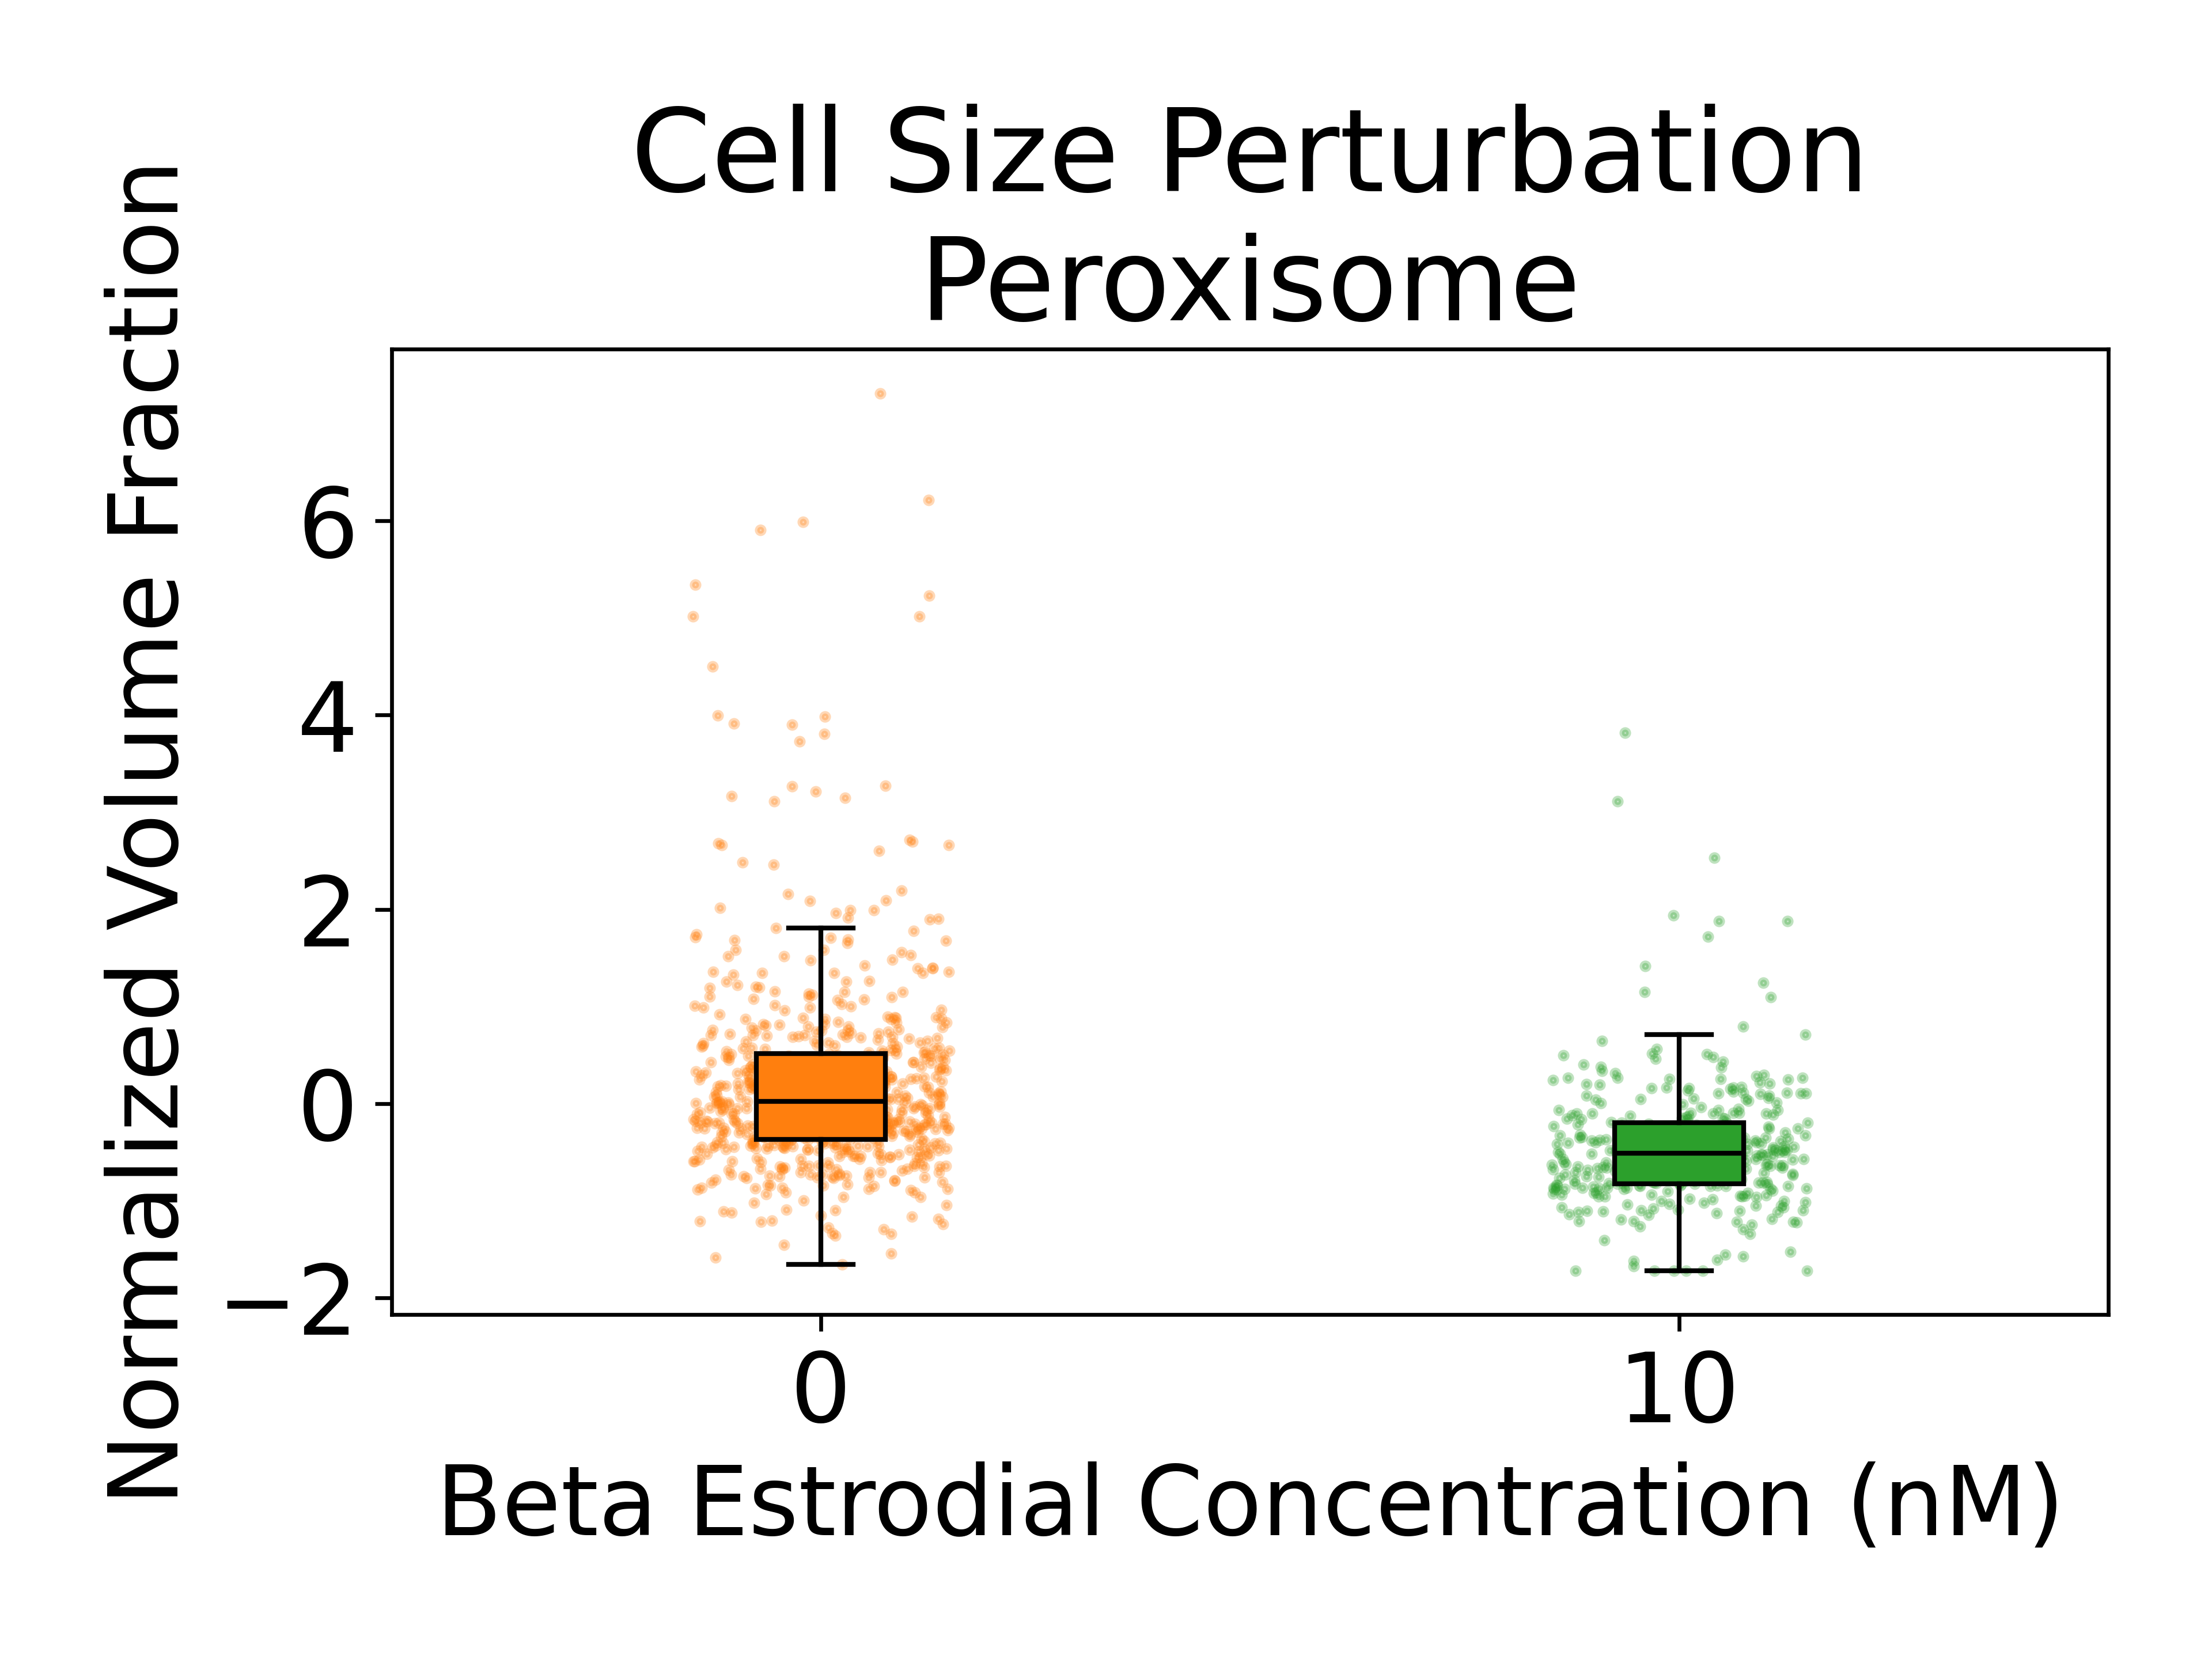 Cell Size Perturbation
Peroxisome
Normalized Volume Fraction
6
4
2
0
−2
0
10
Beta Estrodial Concentration (nM)